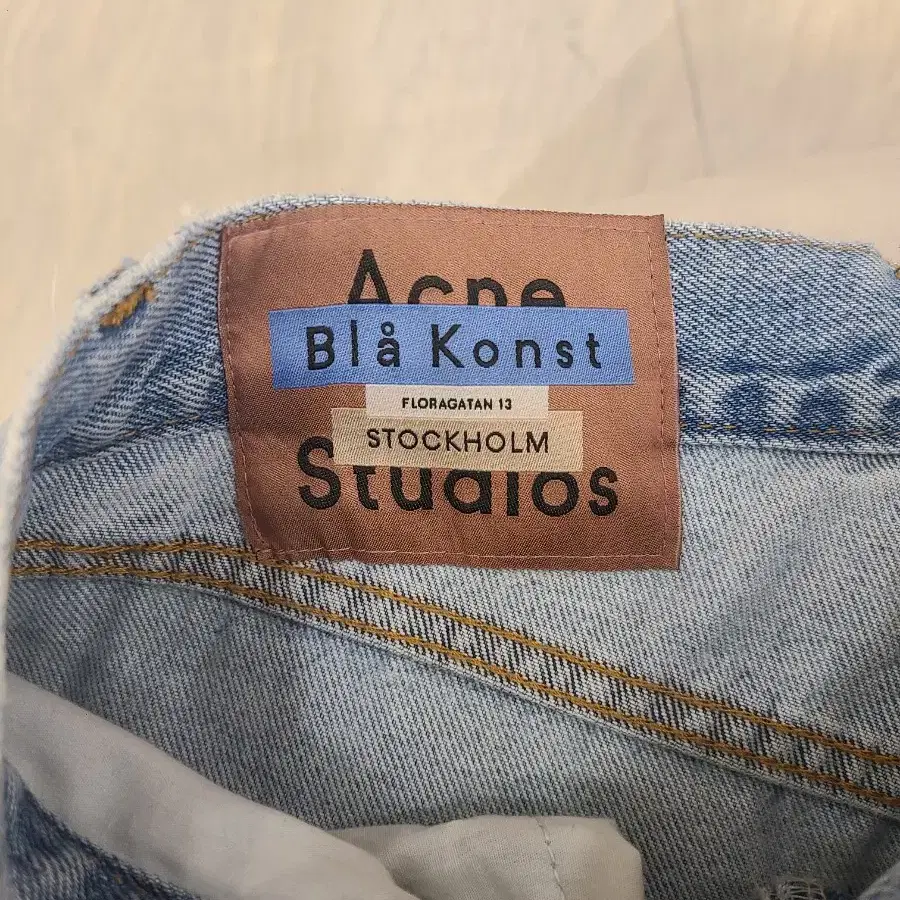 Acne
Blå Konst
FLORAGATAN 13
STOCKHOLM
Studios